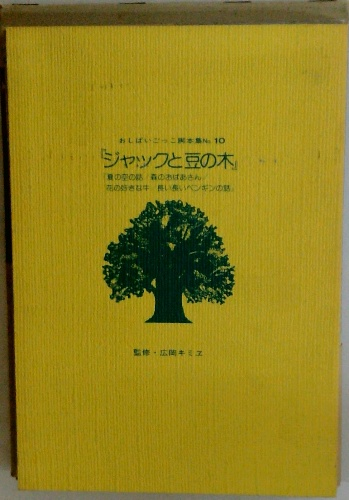 おしばいごっこ脚本集No.10
『ジャックと豆の木』
「夏の空の話/森のおばあさん/
花の好きな牛/長い長いペンギンの話」
監修・広岡キミヱ